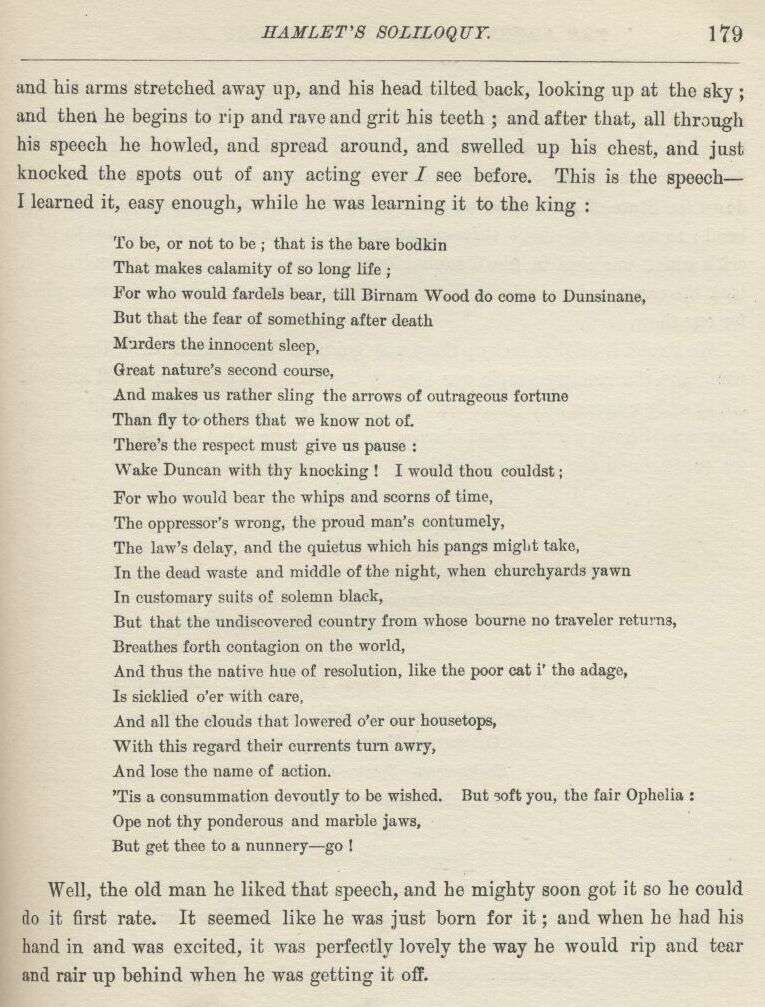 HAMLET'S SOLILOQUY. 179
and his arms stretched away up, and his head tilted back, looking up at the sky ;
and then he begins to rip and rave and grit his teeth ; and after that, all through
his speech he howled, and spread around, and swelled up his chest, and just
knocked the spots out of any acting ever I see before. This is the speech—
I learned it, easy enough, while he was learning it to the king :
To be, or not to be ; that is the bare bodkin
That makes calamity of so long life ;
For who would fardels bear, till Birnam Wood do come to Dunsinane,
But that the fear of something after death
Murders the innocent sleep,
Great nature's second course,
And makes us rather sling the arrows of outrageous fortune
Than fly to others that we know not of.
There's the respect must give us pause :
Wake Duncan with thy knocking ! I would thou couldst ;
For who would bear the whips and scorns of time,
The oppressor's wrong, the proud man's contumely,
The law's delay, and the quietus which his pangs might take,
In the dead waste and middle of the night, when churchyards yawn
In customary suits of solemn black,
But that the undiscovered country from whose bourne no traveler returns,
Breathes forth contagion on the world,
And thus the native hue of resolution, like the poor cat i' the adage,
Is sicklied o'er with care,
And all the clouds that lowered o'er our housetops,
With this regard their currents turn awry,
And lose the name of action.
'Tis a consummation devoutly to be wished. But soft you, the fair Ophelia :
Ope not thy ponderous and marble jaws,
But get thee to a nunnery—go !
Well, the old man he liked that speech, and he mighty soon got it so he could
do it first rate. It seemed like he was just born for it ; and when he had his
hand in and was excited, it was perfectly lovely the way he would rip and tear
and rair up behind when he was getting it off.